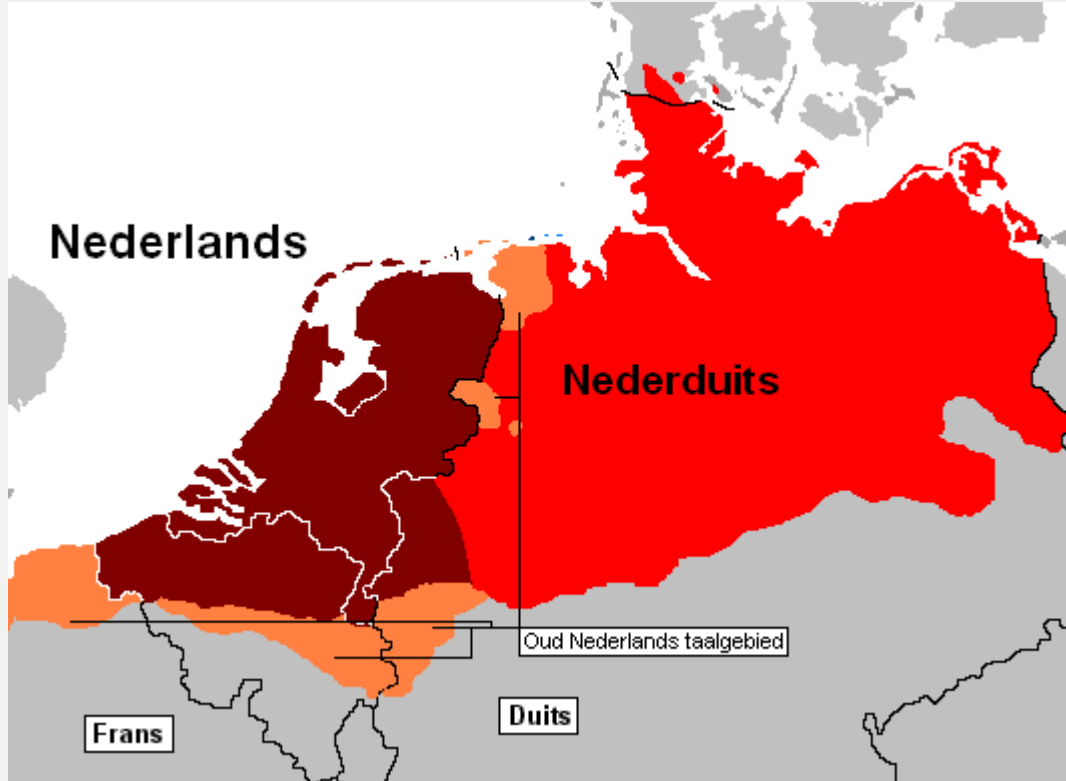 Nederlands
Nederduits
Oud Nederlands taalgebied
Duits
Frans